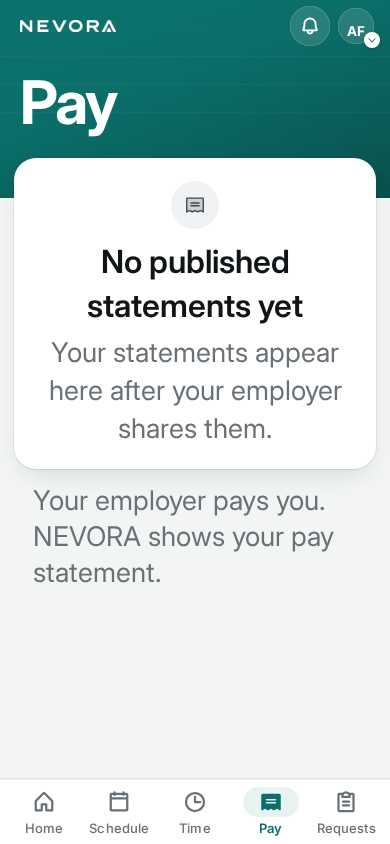 NEVORA
AF
Pay
No published
statements yet
Your statements appear
here after your employer
shares them.
Your employer pays you.
NEVORA shows your pay
statement.
Home
Schedule
Time
Pay
Requests